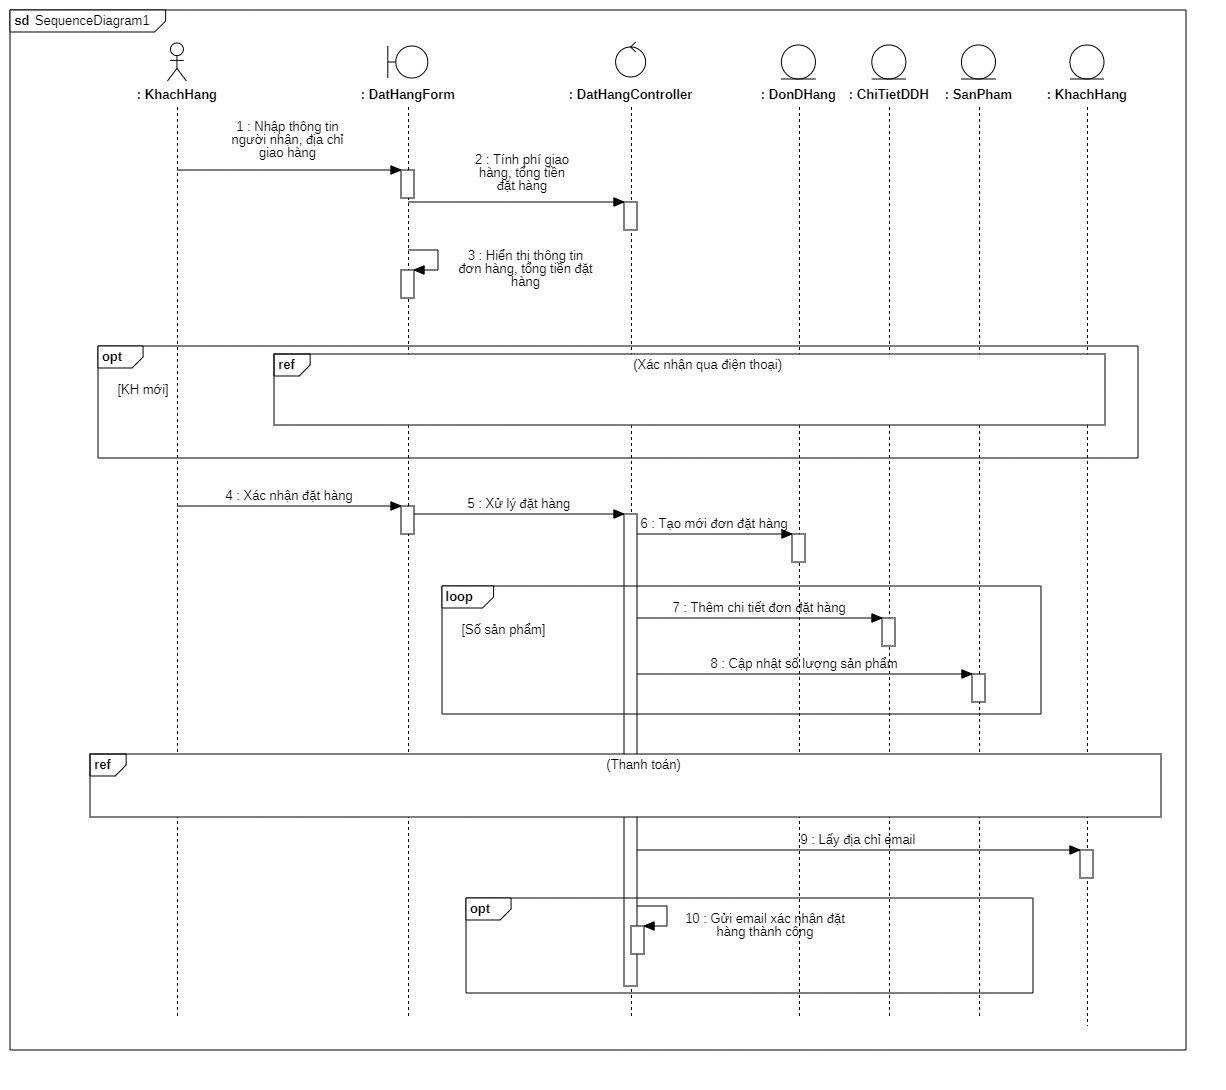 sd SequenceDiagram1
: KhachHang
: DatHangForm
: DatHangController
: DonDHang
: ChiTietDDH
: SanPham
: KhachHang
1 : Nhập thông tin
người nhận, địa chỉ
giao hàng
2 : Tính phí giao
hàng, tổng tiền
đặt hàng
3 : Hiển thị thông tin
đơn hàng, tổng tiền đặt
hàng
opt
ref
(Xác nhận qua điện thoại)
[KH mới]
4 : Xác nhận đặt hàng
5 : Xử lý đặt hàng
6 : Tạo mới đơn đặt hàng
loop
7 : Thêm chi tiết đơn đặt hàng
[Số sản phẩm]
8 : Cập nhật số lượng sản phẩm
ref
(Thanh toán)
9 : Lấy địa chỉ email
opt
10 : Gửi email xác nhận đặt
hàng thành công